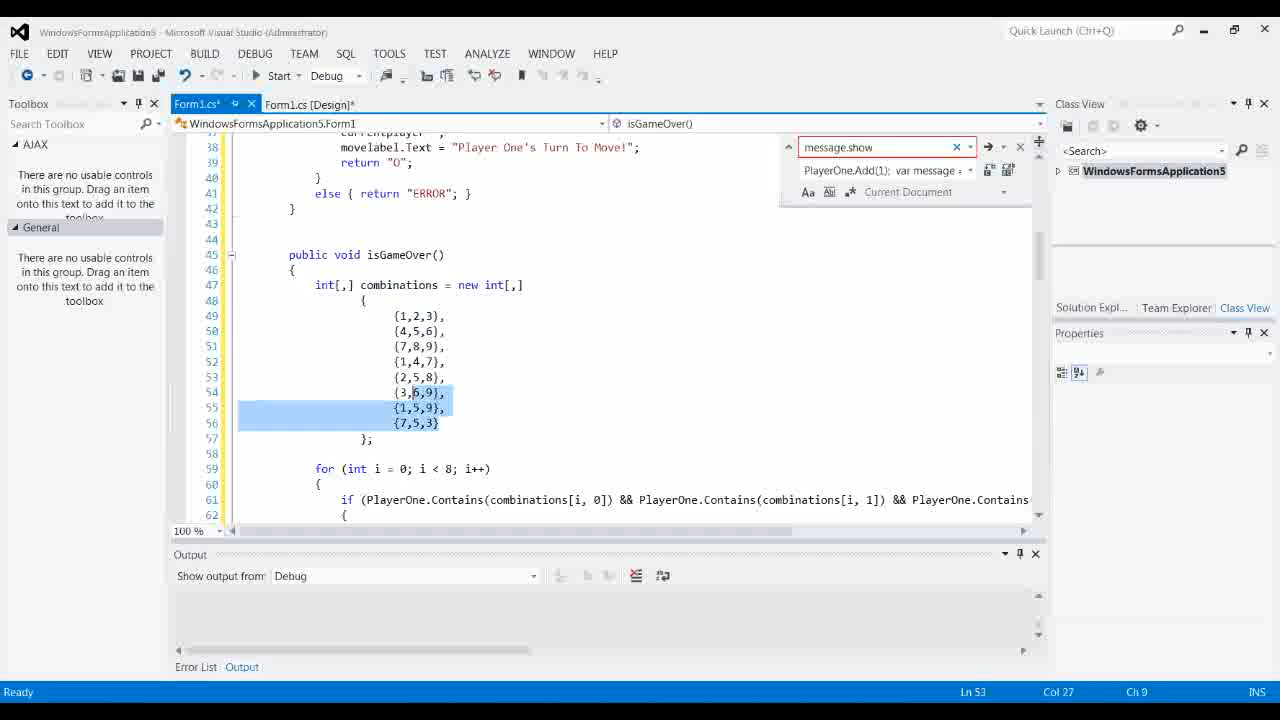 WindowsFormsApplication5 - Microsoft Visual Studio (Administrator)
Quick Launch (Ctrl+Q)
FILE EDIT VIEW PROJECT BUILD DEBUG TEAM SQL TOOLS TEST ANALYZE WINDOW HELP
Start Debug
Toolbox
Form1.cs* Form1.cs [Design]*
Class View
Search Toolbox
WindowsFormsApplication5.Form1
isGameOver()
AJAX
There are no usable controls
in this group. Drag an item
onto this text to add it to the
toolbox
General
There are no usable controls
in this group. Drag an item
onto this text to add it to the
toolbox
38 movelabel.Text = "Player One's Turn To Move!";
39 return "O";
40 }
41 else { return "ERROR"; }
42 }
43
44
45 public void isGameOver()
46 {
47 int[,] combinations = new int[,]
48 {
49 {1,2,3},
50 {4,5,6},
51 {7,8,9},
52 {1,4,7},
53 {2,5,8},
54 {3,6,9},
55 {1,5,9},
56 {7,5,3}
57 };
58
59 for (int i = 0; i < 8; i++)
60 {
61 if (PlayerOne.Contains(combinations[i, 0]) && PlayerOne.Contains(combinations[i, 1]) && PlayerOne.Contains
62 {
message.show
PlayerOne.Add(1); var message =
Aa Ab Current Document
100 %
<Search>
WindowsFormsApplication5
Solution Expl... Team Explorer Class View
Properties
Output
Show output from: Debug
Error List Output
Ready
Ln 53 Col 27 Ch 9 INS